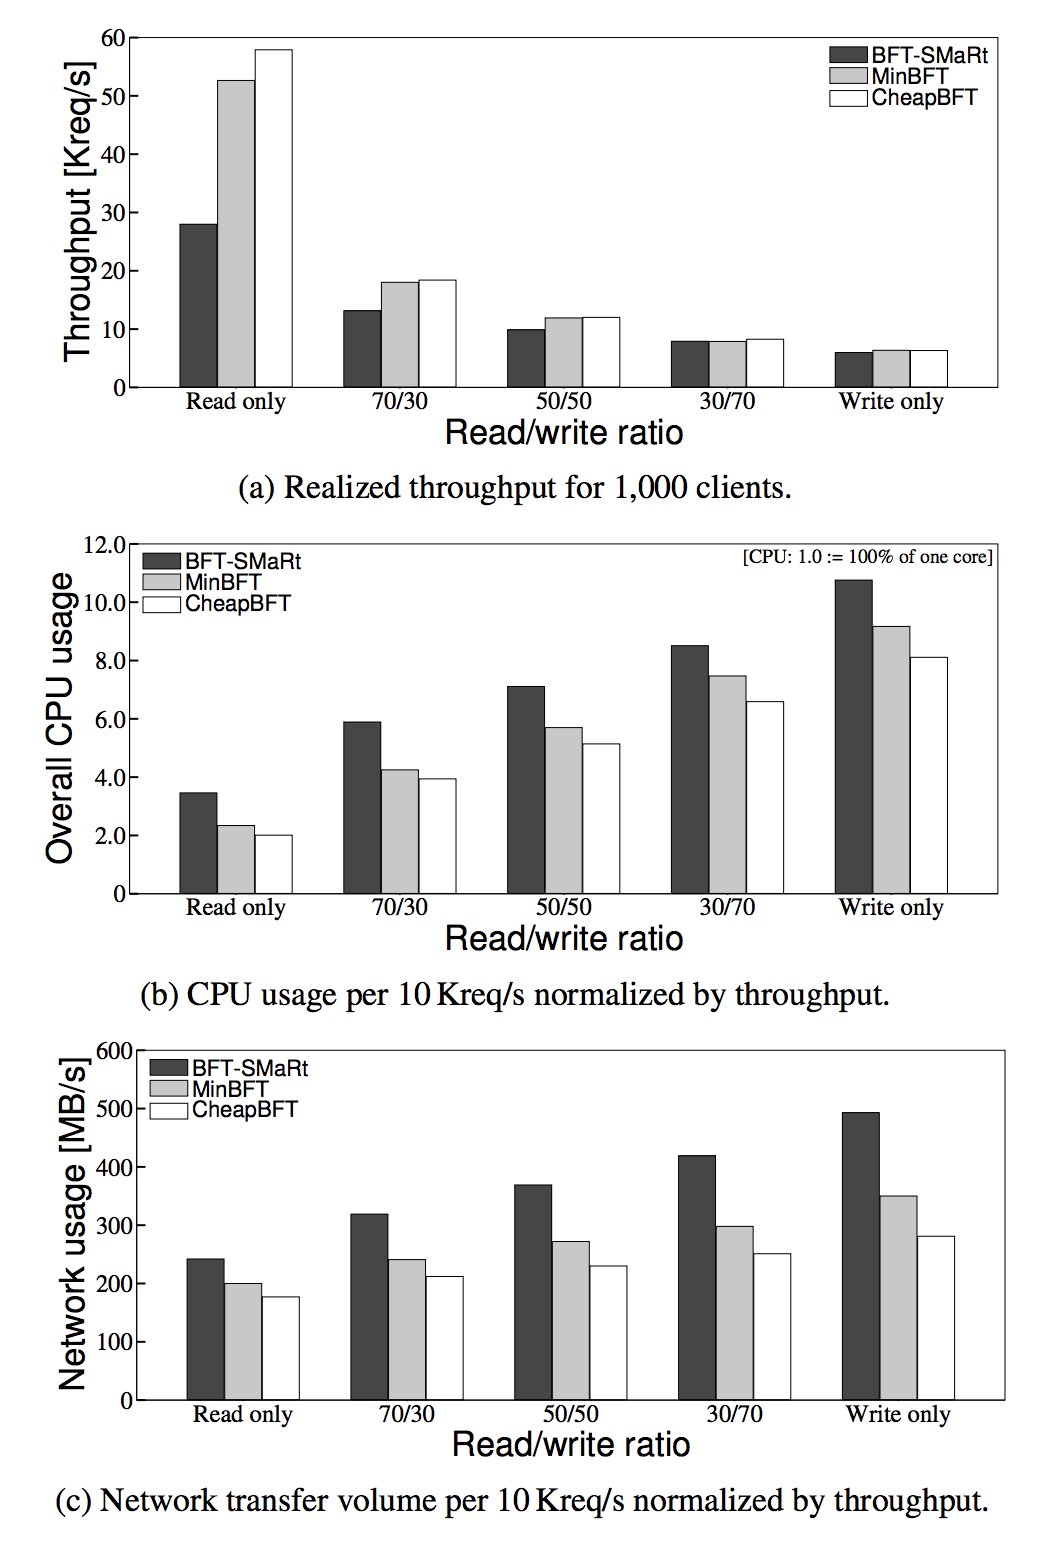 60
50
40
30
20
10
0
Throughput [Kreq/s]
BFT-SMaRt
MinBFT
CheapBFT
Read only 70/30 50/50 30/70 Write only
Read/write ratio
(a) Realized throughput for 1,000 clients.
12.0
10.0
8.0
6.0
4.0
2.0
0
Overall CPU usage
BFT-SMaRt
MinBFT
CheapBFT
[CPU: 1.0 := 100% of one core]
Read only 70/30 50/50 30/70 Write only
Read/write ratio
(b) CPU usage per 10 Kreq/s normalized by throughput.
600
500
400
300
200
100
0
Network usage [MB/s]
BFT-SMaRt
MinBFT
CheapBFT
Read only 70/30 50/50 30/70 Write only
Read/write ratio
(c) Network transfer volume per 10 Kreq/s normalized by throughput.